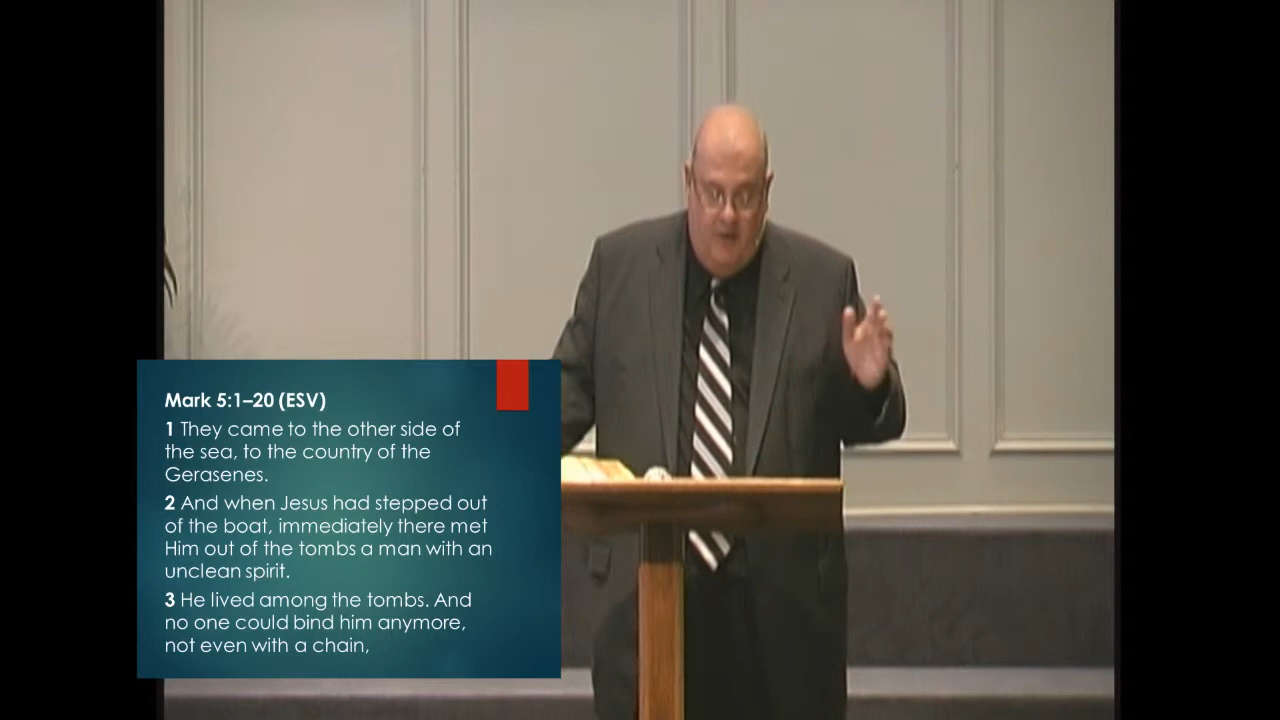 Mark 5:1–20 (ESV)
1 They came to the other side of
the sea, to the country of the
Gerasenes.
2 And when Jesus had stepped out
of the boat, immediately there met
Him out of the tombs a man with an
unclean spirit.
3 He lived among the tombs. And
no one could bind him anymore,
not even with a chain,